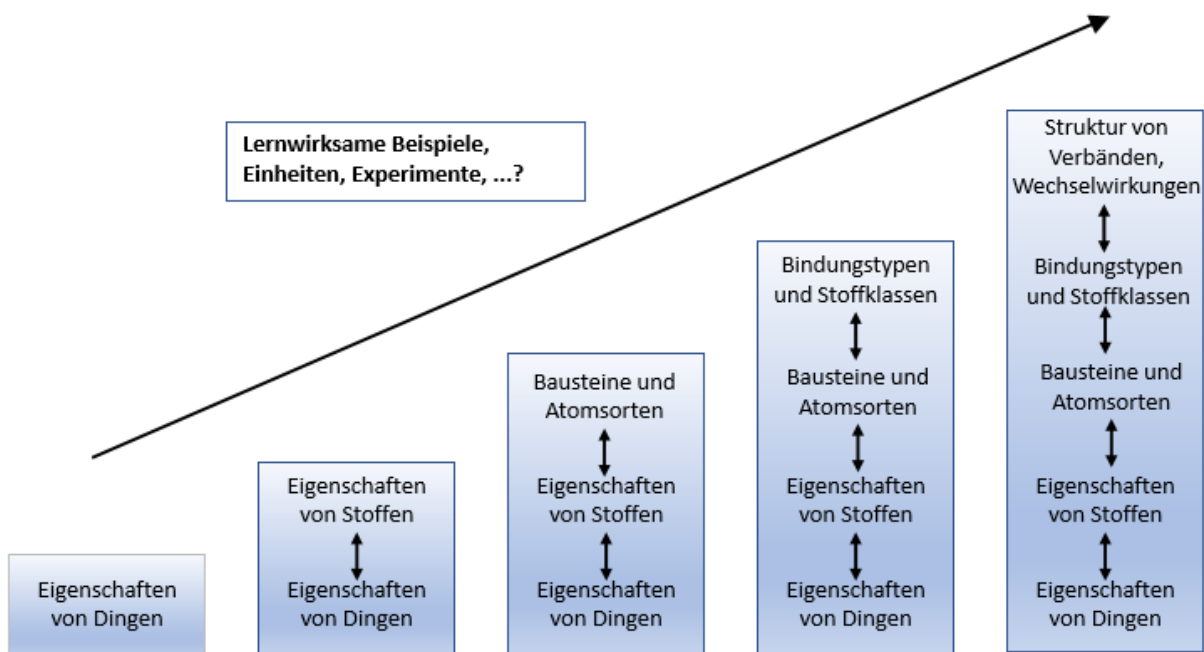 Lernwirksame Beispiele,
Einheiten, Experimente, ...?
Eigenschaften
von Dingen
Eigenschaften
von Stoffen
Eigenschaften
von Dingen
Bausteine und
Atomsorten
Eigenschaften
von Stoffen
Eigenschaften
von Dingen
Bindungstypen
und Stoffklassen
Bausteine und
Atomsorten
Eigenschaften
von Stoffen
Eigenschaften
von Dingen
Struktur von
Verbänden,
Wechselwirkungen
Bindungstypen
und Stoffklassen
Bausteine und
Atomsorten
Eigenschaften
von Stoffen
Eigenschaften
von Dingen